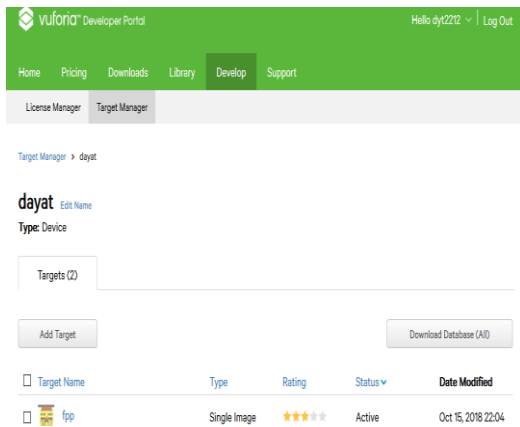 vuforia™ Developer Portal
Hello dyt2212 | Log Out
Home Pricing Downloads Library Develop Support
License Manager Target Manager
Target Manager > dayat
dayat Edit Name
Type: Device
Targets (2)
Add Target Download Database (All)
Target Name Type Rating Status Date Modified
fpp Single Image Active Oct 15, 2018 22:04